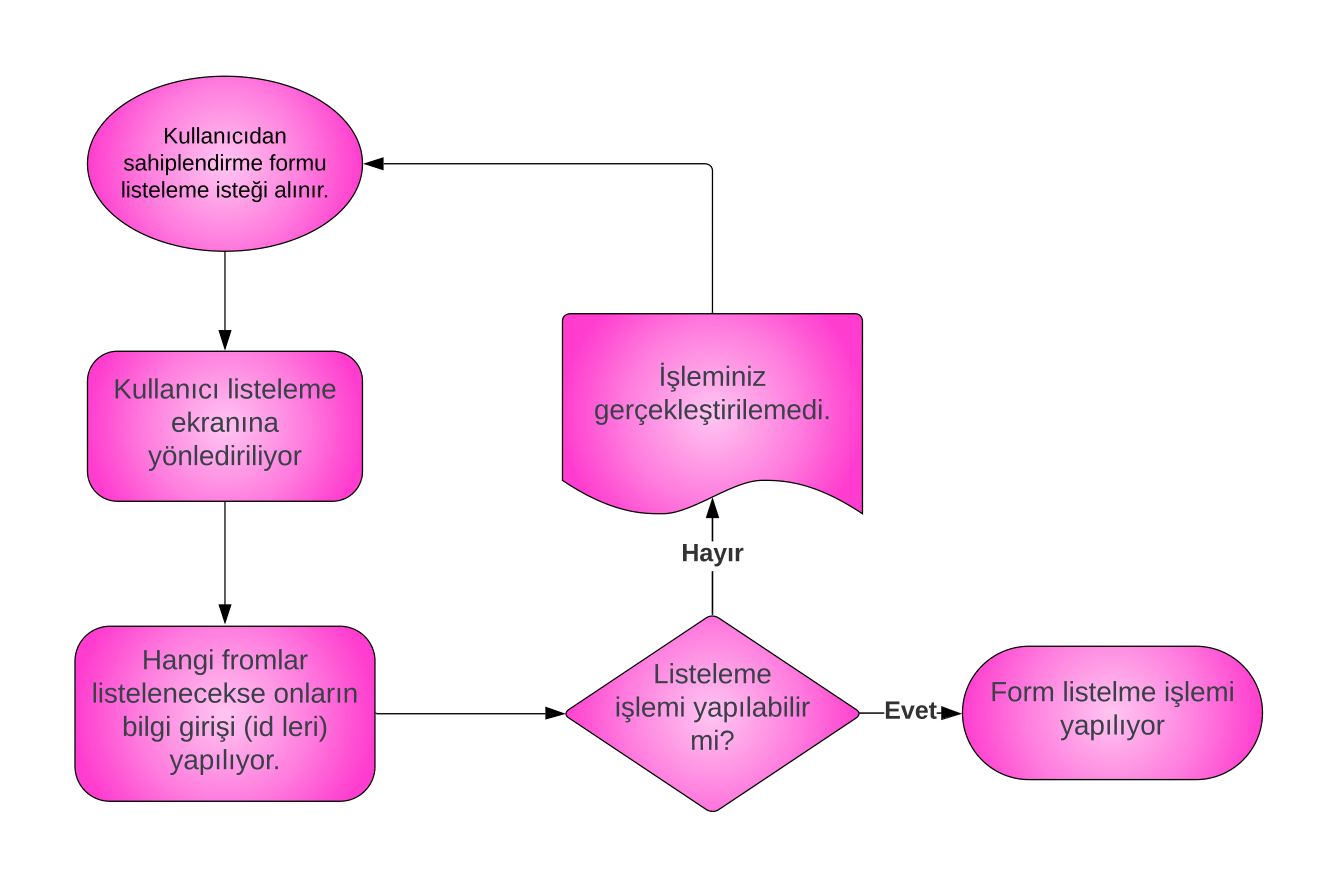 Kullanıcıdan
sahiplendirme formu
listeleme isteği alınır.
Kullanıcı listeleme
ekranına
yönlediriliyor
Hangi fromlar
listelenecekse onların
bilgi girişi (id leri)
yapılıyor.
Listeleme
işlemi yapılabilir
mi?
Hayır
İşleminiz
gerçekleştirilemedi.
Evet
Form listelme işlemi
yapılıyor